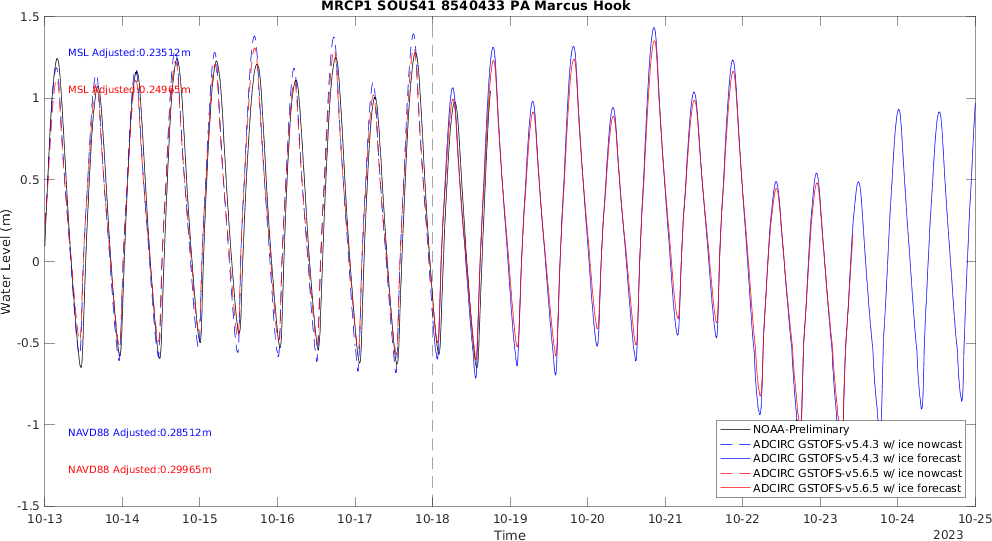 MRCP1 SOUS41 8540433 PA Marcus Hook
1.5
1
0.5
0
-0.5
-1
-1.5
Water Level (m)
MSL Adjusted:0.23512m
MSL Adjusted:0.24965m
NAVD88 Adjusted:0.28512m
NAVD88 Adjusted:0.29965m
NOAA-Preliminary
ADCIRC GSTOFS-v5.4.3 w/ ice nowcast
ADCIRC GSTOFS-v5.4.3 w/ ice forecast
ADCIRC GSTOFS-v5.6.5 w/ ice nowcast
ADCIRC GSTOFS-v5.6.5 w/ ice forecast
10-13 10-14 10-15 10-16 10-17 10-18 10-19 10-20 10-21 10-22 10-23 10-24 10-25
Time
2023